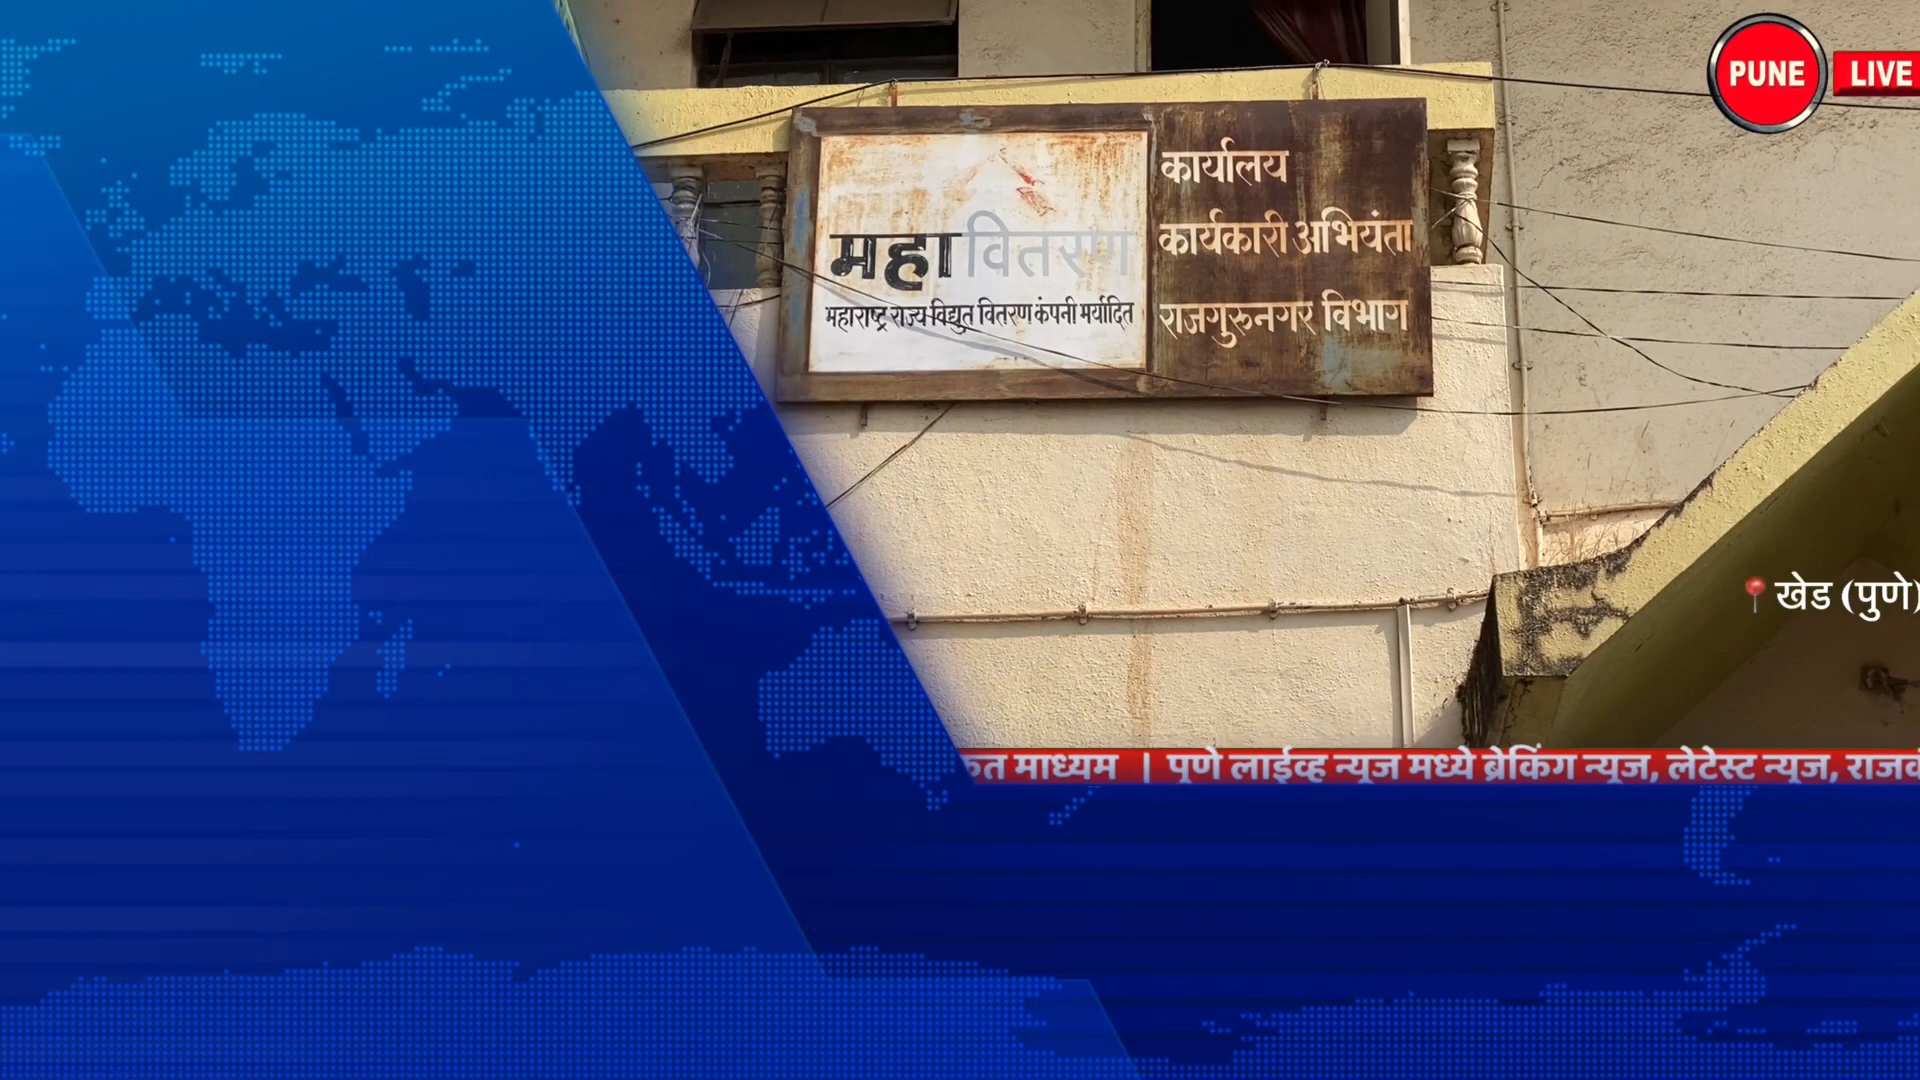 PUNE LIVE
कार्यालय
महावितरण
कार्यकारी अभियंता
महाराष्ट्र राज्य विद्युत वितरण कंपनी मर्यादित
राजगुरुनगर विभाग
📍 खेड (पुणे)
माध्यम | पुणे लाईव्ह न्यूज मध्ये ब्रेकिंग न्यूज, लेटेस्ट न्यूज,